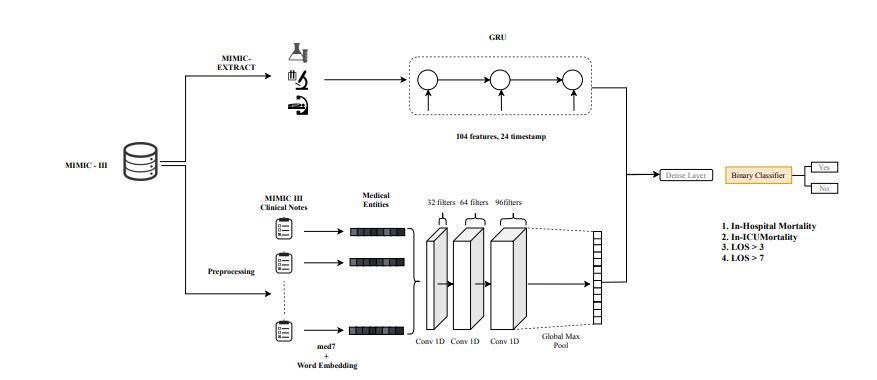 GRU
MIMIC-
EXTRACT
104 features, 24 timestamp
MIMIC - III
Dense Layer
Binary Classifier
Yes
No
MIMIC III
Clinical Notes
Medical
Entities
32 filters
64 filters
96filters
1. In-Hospital Mortality
2. In-ICUMortality
3. LOS > 3
4. LOS > 7
Preprocessing
Conv 1D
Conv 1D
Conv 1D
Global Max
Pool
med7
+
Word Embedding